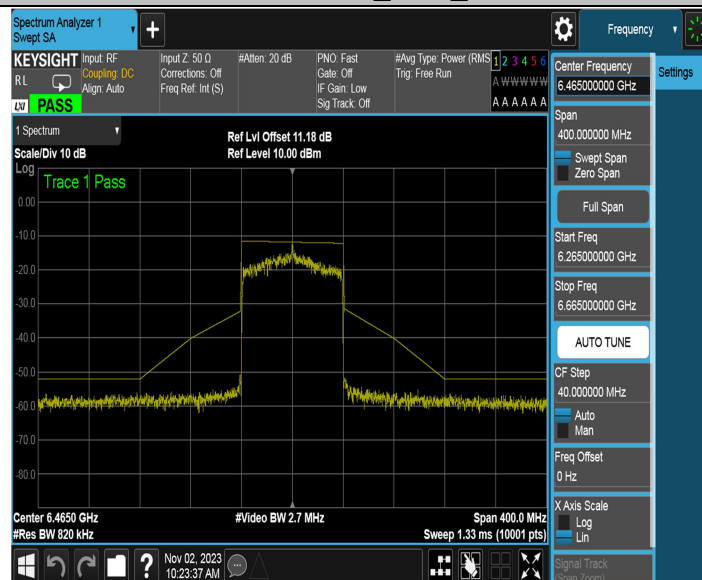 Spectrum Analyzer 1
Swept SA
Frequency
KEYSIGHT
Input: RF
Coupling: DC
Align: Auto
Input Z: 50 Ω
Corrections: Off
Freq Ref: Int (S)
#Atten: 20 dB
PNO: Fast
Gate: Off
IF Gain: Low
Sig Track: Off
#Avg Type: Power (RMS
Trig: Free Run
1 2 3 4 5 6
A W W W W W
A A A A A A
R L
LXI
PASS
Center Frequency
6.465000000 GHz
Settings
Span
400.000000 MHz
Swept Span
Zero Span
Full Span
Start Freq
6.265000000 GHz
Stop Freq
6.665000000 GHz
AUTO TUNE
CF Step
40.000000 MHz
Auto
Man
Freq Offset
0 Hz
X Axis Scale
Log
Lin
Signal Track
(Span Zoom)
1 Spectrum
Scale/Div 10 dB
Ref Lvl Offset 11.18 dB
Ref Level 10.00 dBm
Log
Trace 1 Pass
0.00
-10.0
-20.0
-30.0
-40.0
-50.0
-60.0
-70.0
-80.0
Center 6.4650 GHz
#Res BW 820 kHz
#Video BW 2.7 MHz
Span 400.0 MHz
Sweep 1.33 ms (10001 pts)
?
Nov 02, 2023
10:23:37 AM